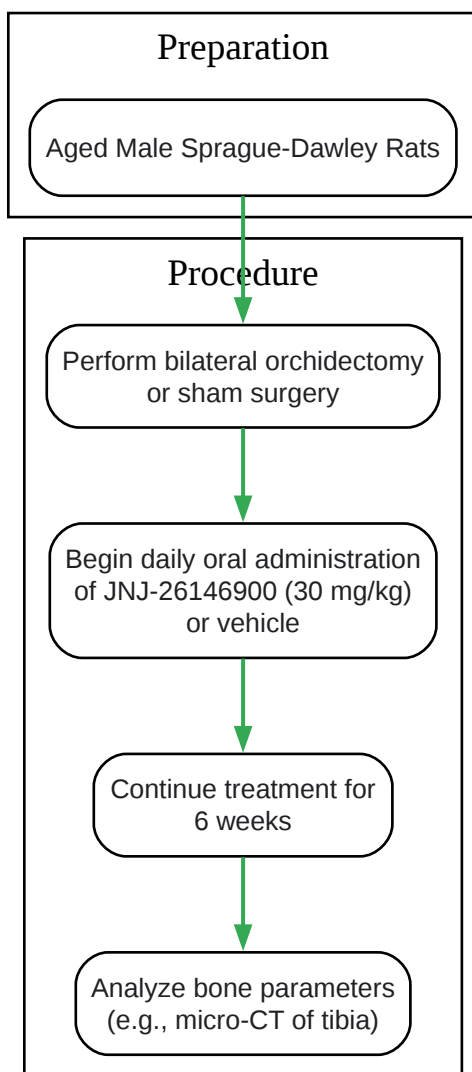 Preparation
Aged Male Sprague-Dawley Rats
Procedure
Perform bilateral orchidectomy
or sham surgery
Begin daily oral administration
of JNJ-26146900 (30 mg/kg)
or vehicle
Continue treatment for
6 weeks
Analyze bone parameters
(e.g., micro-CT of tibia)